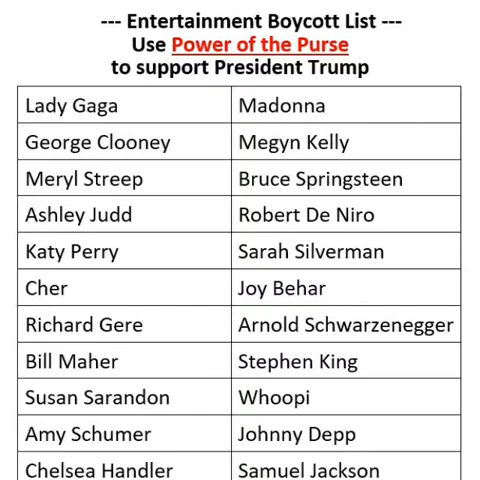 --- Entertainment Boycott List ---
Use Power of the Purse
to support President Trump
Lady Gaga Madonna
George Clooney Megyn Kelly
Meryl Streep Bruce Springsteen
Ashley Judd Robert De Niro
Katy Perry Sarah Silverman
Cher Joy Behar
Richard Gere Arnold Schwarzenegger
Bill Maher Stephen King
Susan Sarandon Whoopi
Amy Schumer Johnny Depp
Chelsea Handler Samuel Jackson